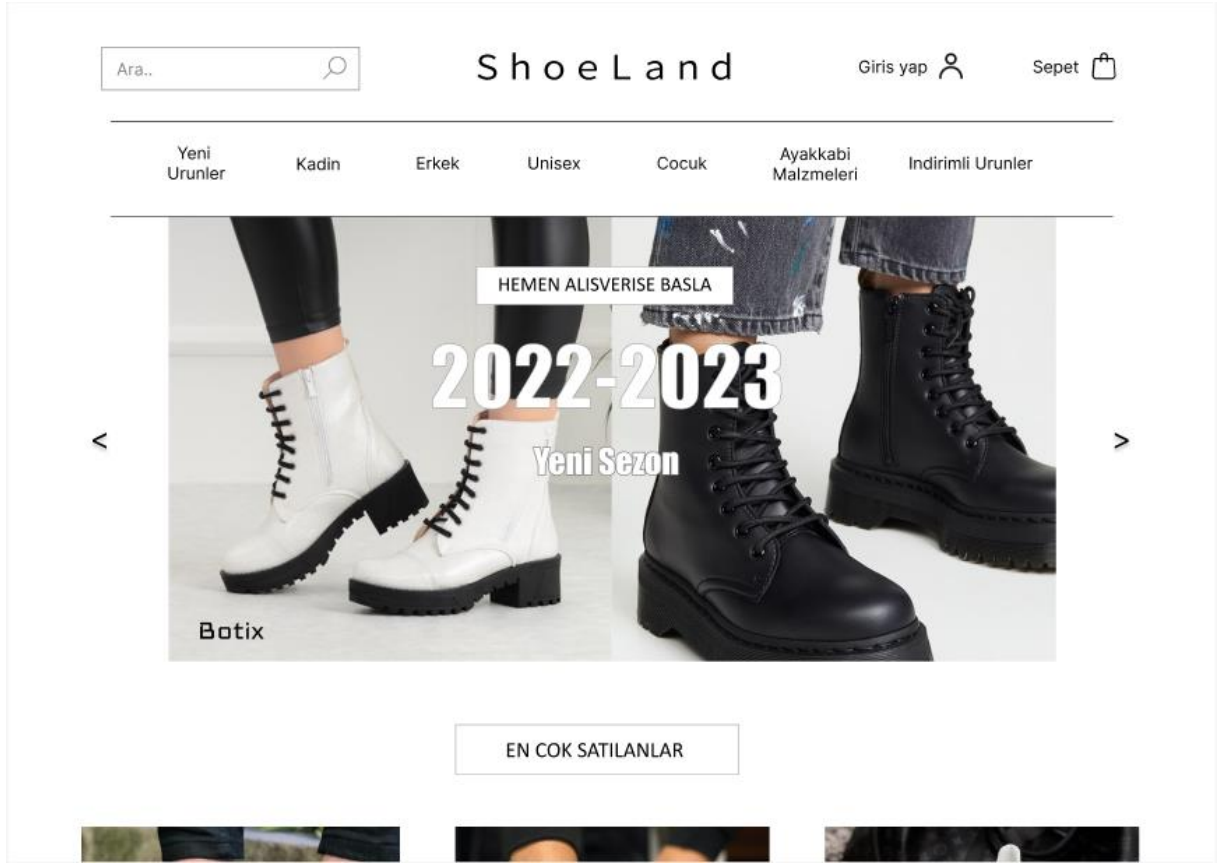 Ara..
ShoeLand
Giris yap
Sepet
Yeni
Urunler
Kadin
Erkek
Unisex
Cocuk
Ayakkabi
Malzmeleri
Indirimli Urunler
HEMEN ALISVERISE BASLA
2022-2023
Yeni Sezon
<
>
Botix
EN COK SATILANLAR